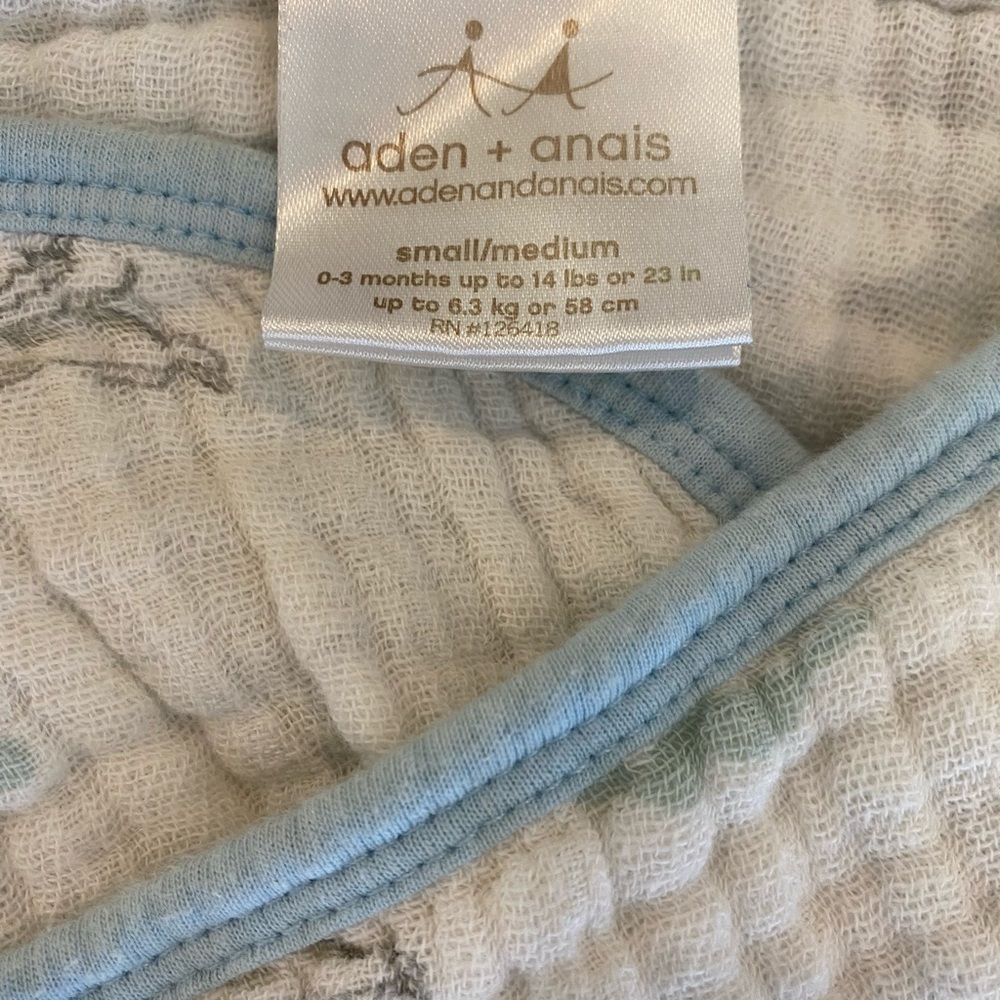 aden + anais
www.adenandanais.com
small/medium
0-3 months up to 14 lbs or 23 in
up to 6.3 kg or 58 cm
RN #126418